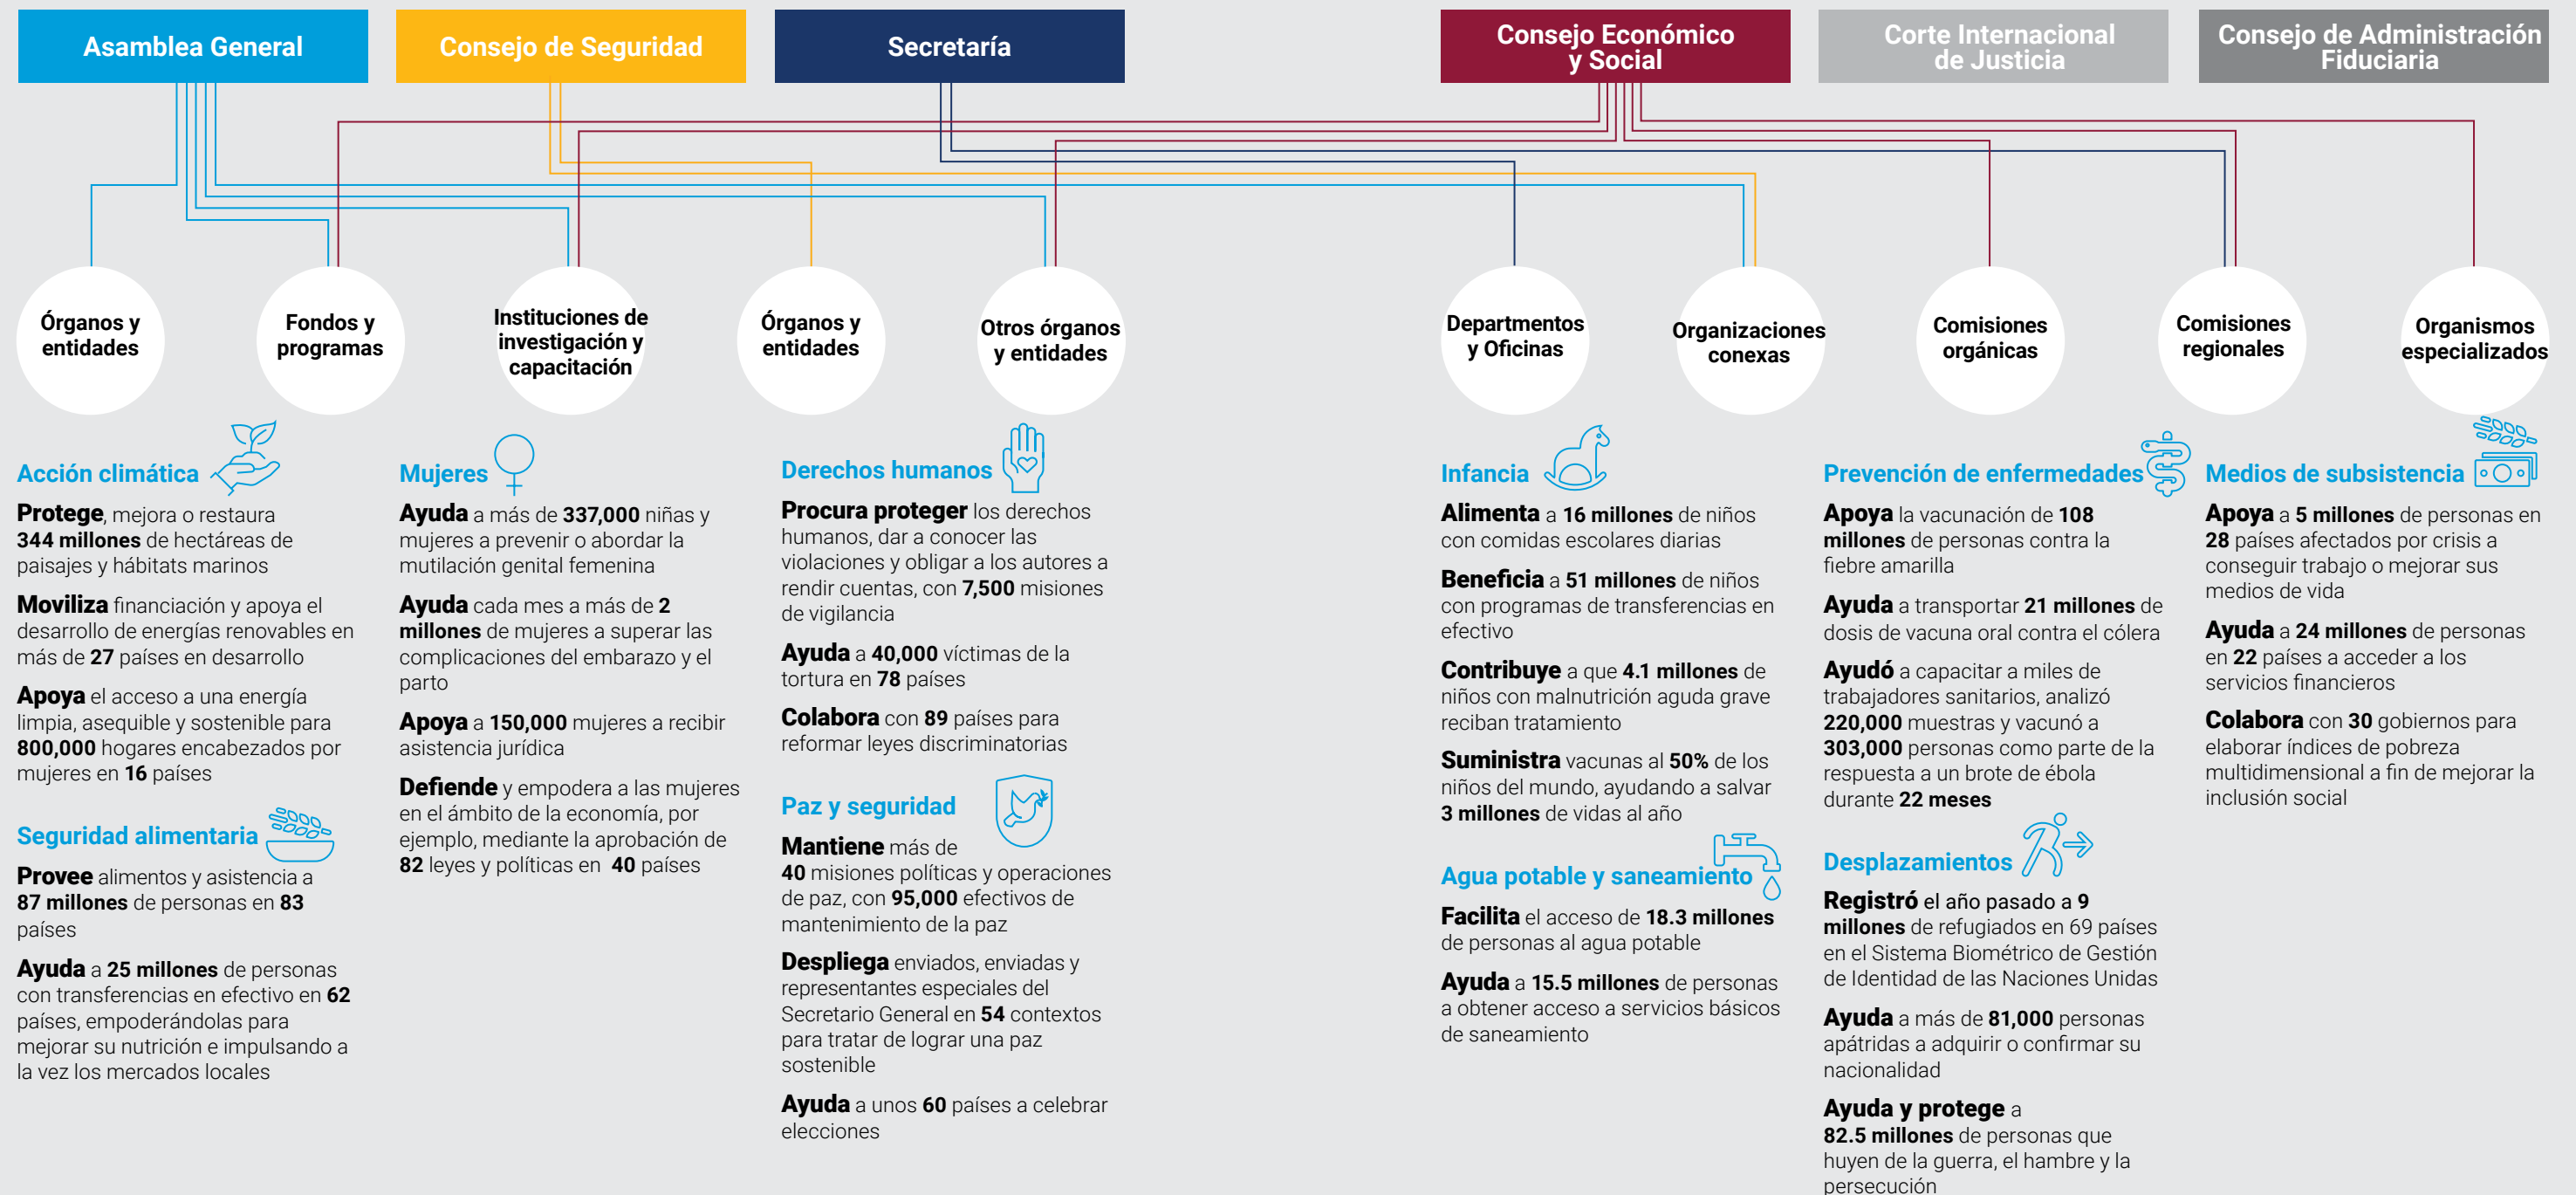 Asamblea General
Consejo de Seguridad
Secretaría
Consejo Económico
y Social
Corte Internacional
de Justicia
Consejo de Administración
Fiduciaria
Órganos y
entidades
Fondos y
programas
Instituciones de
investigación y
capacitación
Órganos y
entidades
Otros órganos
y entidades
Departmentos
y Oficinas
Organizaciones
conexas
Comisiones
orgánicas
Comisiones
regionales
Organismos
especializados
Acción climática
Protege, mejora o restaura
344 millones de hectáreas de
paisajes y hábitats marinos
Moviliza financiación y apoya el
desarrollo de energías renovables en
más de 27 países en desarrollo
Apoya el acceso a una energía
limpia, asequible y sostenible para
800,000 hogares encabezados por
mujeres en 16 países
Seguridad alimentaria
Provee alimentos y asistencia a
87 millones de personas en 83
países
Ayuda a 25 millones de personas
con transferencias en efectivo en 62
países, empoderándolas para
mejorar su nutrición e impulsando a
la vez los mercados locales
Mujeres
Ayuda a más de 337,000 niñas y
mujeres a prevenir o abordar la
mutilación genital femenina
Ayuda cada mes a más de 2
millones de mujeres a superar las
complicaciones del embarazo y el
parto
Apoya a 150,000 mujeres a recibir
asistencia jurídica
Defiende y empodera a las mujeres
en el ámbito de la economía, por
ejemplo, mediante la aprobación de
82 leyes y políticas en 40 países
Derechos humanos
Procura proteger los derechos
humanos, dar a conocer las
violaciones y obligar a los autores a
rendir cuentas, con 7,500 misiones
de vigilancia
Ayuda a 40,000 víctimas de la
tortura en 78 países
Colabora con 89 países para
reformar leyes discriminatorias
Paz y seguridad
Mantiene más de
40 misiones políticas y operaciones
de paz, con 95,000 efectivos de
mantenimiento de la paz
Despliega enviados, enviadas y
representantes especiales del
Secretario General en 54 contextos
para tratar de lograr una paz
sostenible
Ayuda a unos 60 países a celebrar
elecciones
Infancia
Alimenta a 16 millones de niños
con comidas escolares diarias
Beneficia a 51 millones de niños
con programas de transferencias en
efectivo
Contribuye a que 4.1 millones de
niños con malnutrición aguda grave
reciban tratamiento
Suministra vacunas al 50% de los
niños del mundo, ayudando a salvar
3 millones de vidas al año
Agua potable y saneamiento
Facilita el acceso de 18.3 millones
de personas al agua potable
Ayuda a 15.5 millones de personas
a obtener acceso a servicios básicos
de saneamiento
Prevención de enfermedades
Apoya la vacunación de 108
millones de personas contra la
fiebre amarilla
Ayuda a transportar 21 millones de
dosis de vacuna oral contra el cólera
Ayudó a capacitar a miles de
trabajadores sanitarios, analizó
220,000 muestras y vacunó a
303,000 personas como parte de la
respuesta a un brote de ébola
durante 22 meses
Desplazamientos
Registró el año pasado a 9
millones de refugiados en 69 países
en el Sistema Biométrico de Gestión
de Identidad de las Naciones Unidas
Ayuda a más de 81,000 personas
apátridas a adquirir o confirmar su
nacionalidad
Ayuda y protege a
82.5 millones de personas que
huyen de la guerra, el hambre y la
persecución
Medios de subsistencia
Apoya a 5 millones de personas en
28 países afectados por crisis a
conseguir trabajo o mejorar sus
medios de vida
Ayuda a 24 millones de personas
en 22 países a acceder a los
servicios financieros
Colabora con 30 gobiernos para
elaborar índices de pobreza
multidimensional a fin de mejorar la
inclusión social